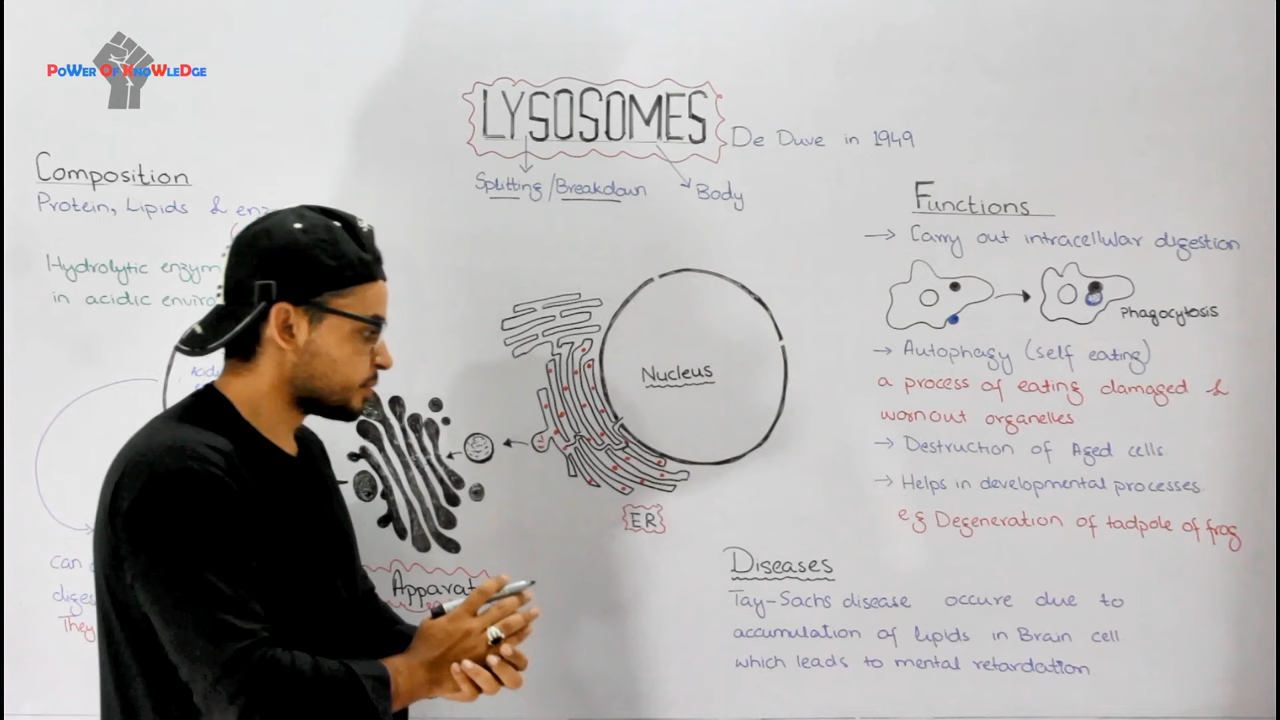 PoWer Of KnoWleDge
LYSOSOMES
De Duve in 1949
Splitting/Breakdown
Body
Composition
Protein, Lipids &
Hydrolytic
in acidic
can
They
Nucleus
ER
Apparat
Functions
→ Carry out intracellular digestion
Phagocytosis
→ Autophagy (self eating)
a process of eating damaged &
wornout organelles
→ Destruction of Aged cells
→ Helps in developmental processes.
eg Degeneration of tadpole of frog
Diseases
Tay-Sachs disease occure due to
accumulation of lipids in Brain cell
which leads to mental retardation